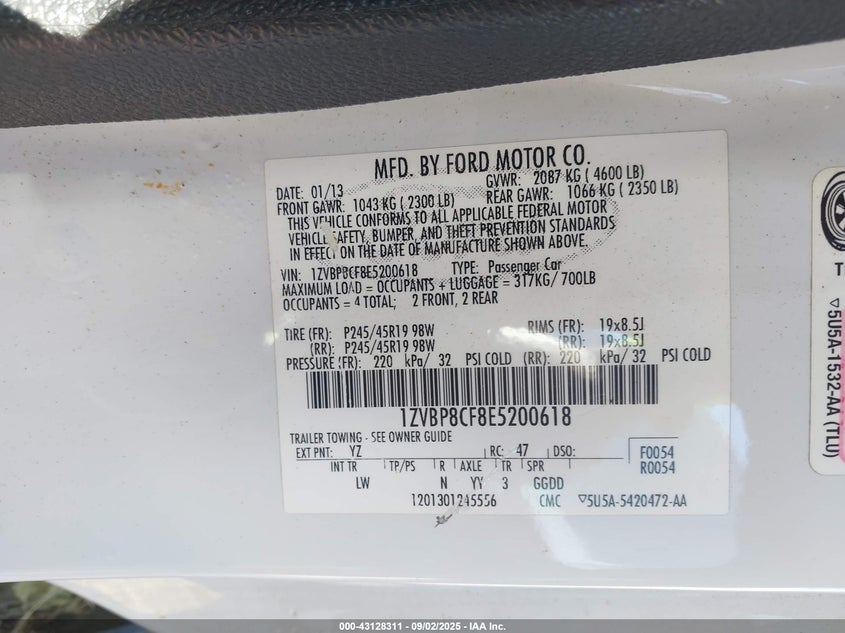 MFD. BY FORD MOTOR CO.
DATE: 01/13 GVWR: 2087 KG ( 4600 LB)
FRONT GAWR: 1043 KG ( 2300 LB) REAR GAWR: 1066 KG ( 2350 LB)
THIS VEHICLE CONFORMS TO ALL APPLICABLE FEDERAL MOTOR
VEHICLE SAFETY, BUMPER, AND THEFT PREVENTION STANDARDS
IN EFFECT ON THE DATE OF MANUFACTURE SHOWN ABOVE.
VIN: 1ZVBP8CF8E5200618 TYPE: Passenger Car
MAXIMUM LOAD = OCCUPANTS + LUGGAGE = 317KG/700LB
OCCUPANTS = 4 TOTAL; 2 FRONT, 2 REAR
TIRE (FR): P245/45R19 98W RIMS (FR): 19x8.5J
(RR): P245/45R19 98W (RR): 19x8.5J
PRESSURE (FR): 220 kPa/ 32 PSI COLD (RR): 220 kPa/ 32 PSI COLD
1ZVBP8CF8E5200618
TRAILER TOWING - SEE OWNER GUIDE
EXT PNT: YZ RC: 47 DSO: F0054
INT TR TP/PS R AXLE TR SPR R0054
LW N YY 3 GGDD
1201301245556 CMC ▽5U5A-5420472-AA
▽5U5A-1532-AA (TLU)
000-43128311 - 09/02/2025 - IAA Inc.